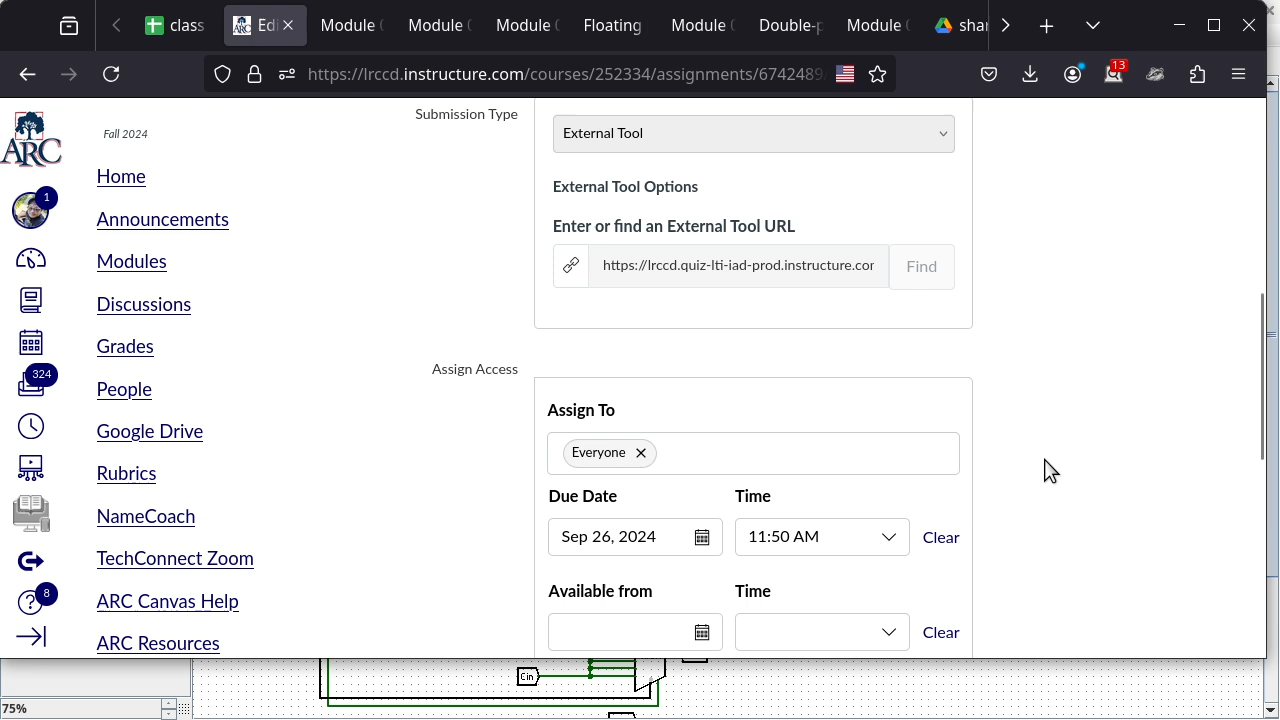 class
Edi
Module (
Module (
Module (
Floating
Module (
Double-p
Module (
shar
https://lrccd.instructure.com/courses/252334/assignments/6742489
13
ARC
Fall 2024
1
324
8
Home
Announcements
Modules
Discussions
Grades
People
Google Drive
Rubrics
NameCoach
TechConnect Zoom
ARC Canvas Help
ARC Resources
Submission Type
External Tool
External Tool Options
Enter or find an External Tool URL
https://lrccd.quiz-lti-iad-prod.instructure.cor
Find
Assign Access
Assign To
Everyone
Due Date
Time
Sep 26, 2024
11:50 AM
Clear
Available from
Time
Clear
Cin
75%